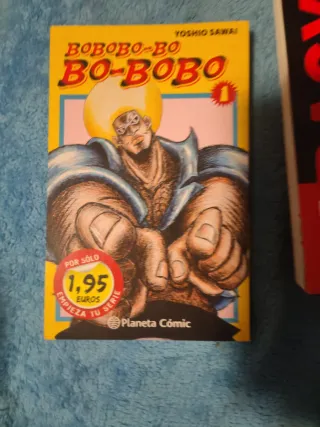 YOSHIO SAWAI
BOBOBO-BO
BO-BOBO
1
POR SÓLO
1,95
EUROS
EMPIEZA TU SERIE
Planeta Cómic